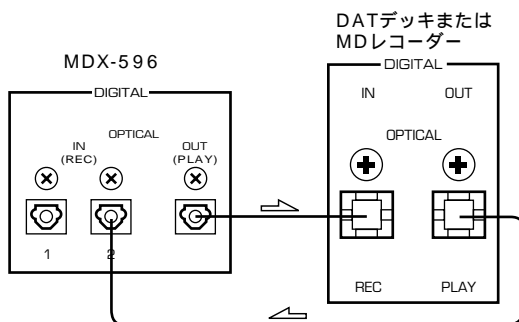 DATデッキまたは
MDレコーダー
MDX-596
DIGITAL
DIGITAL
IN
OUT
OPTICAL
IN
(REC)
OUT
(PLAY)
OPTICAL
1
2
REC
PLAY